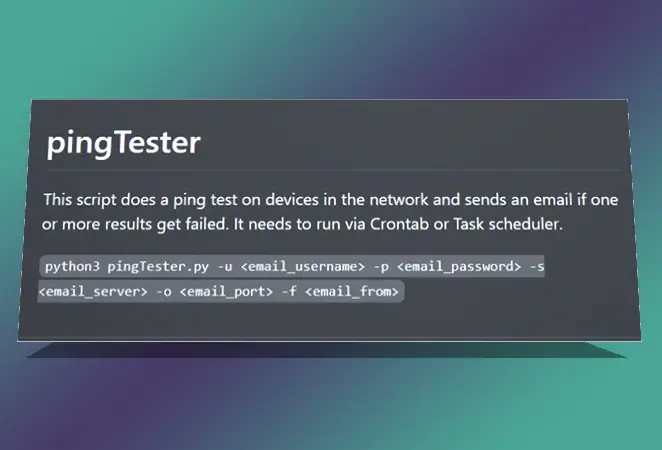 pingTester
This script does a ping test on devices in the network and sends an email if one
or more results get failed. It needs to run via Crontab or Task scheduler.
python3 pingTester.py -u <email_username> -p <email_password> -s
<email_server> -o <email_port> -f <email_from>